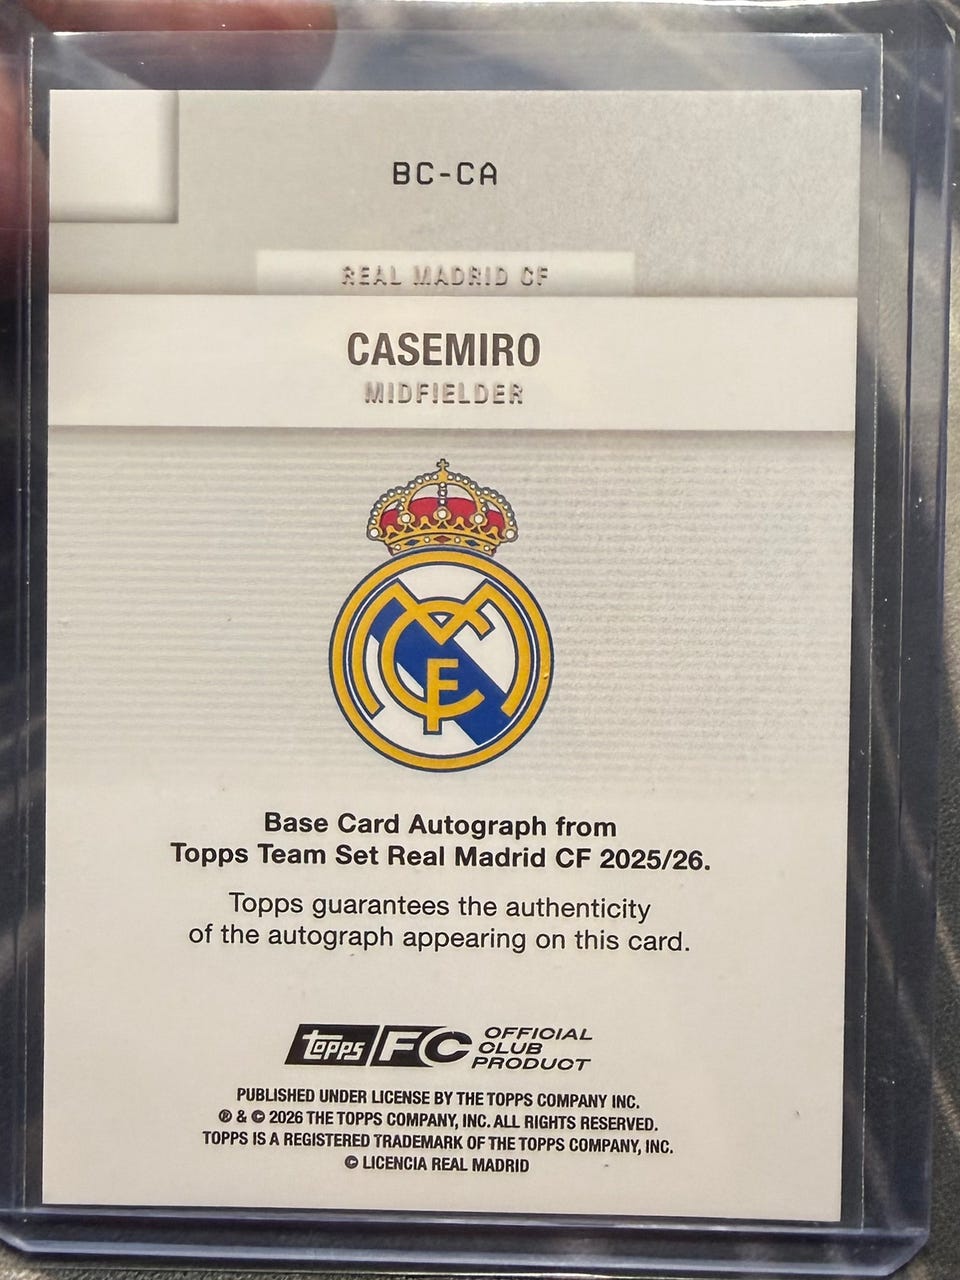 BC-CA
REAL MADRID CF
CASEMIRO
MIDFIELDER
MCF
Base Card Autograph from
Topps Team Set Real Madrid CF 2025/26.
Topps guarantees the authenticity
of the autograph appearing on this card.
topps FC OFFICIAL
CLUB
PRODUCT
PUBLISHED UNDER LICENSE BY THE TOPPS COMPANY INC.
® & © 2026 THE TOPPS COMPANY, INC. ALL RIGHTS RESERVED.
TOPPS IS A REGISTERED TRADEMARK OF THE TOPPS COMPANY, INC.
© LICENCIA REAL MADRID